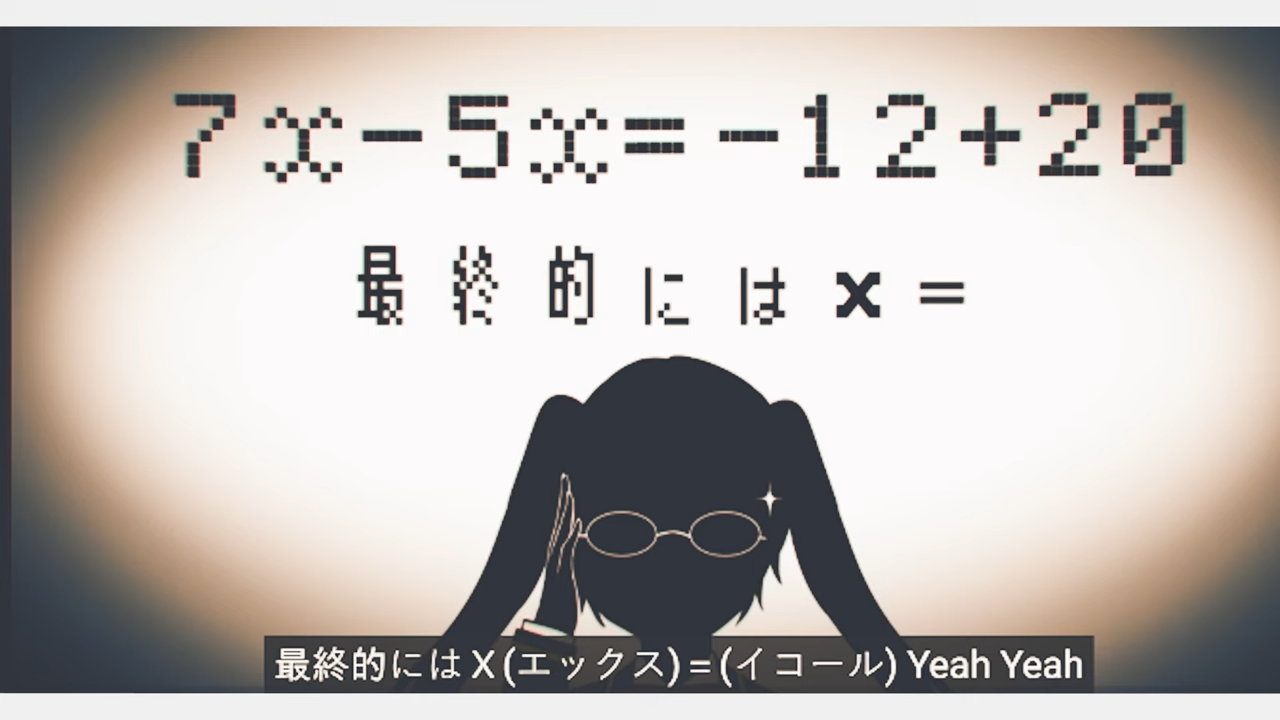 7x-5x=-12+20
最終的には x =
最終的には X (エックス) = (イコール) Yeah Yeah